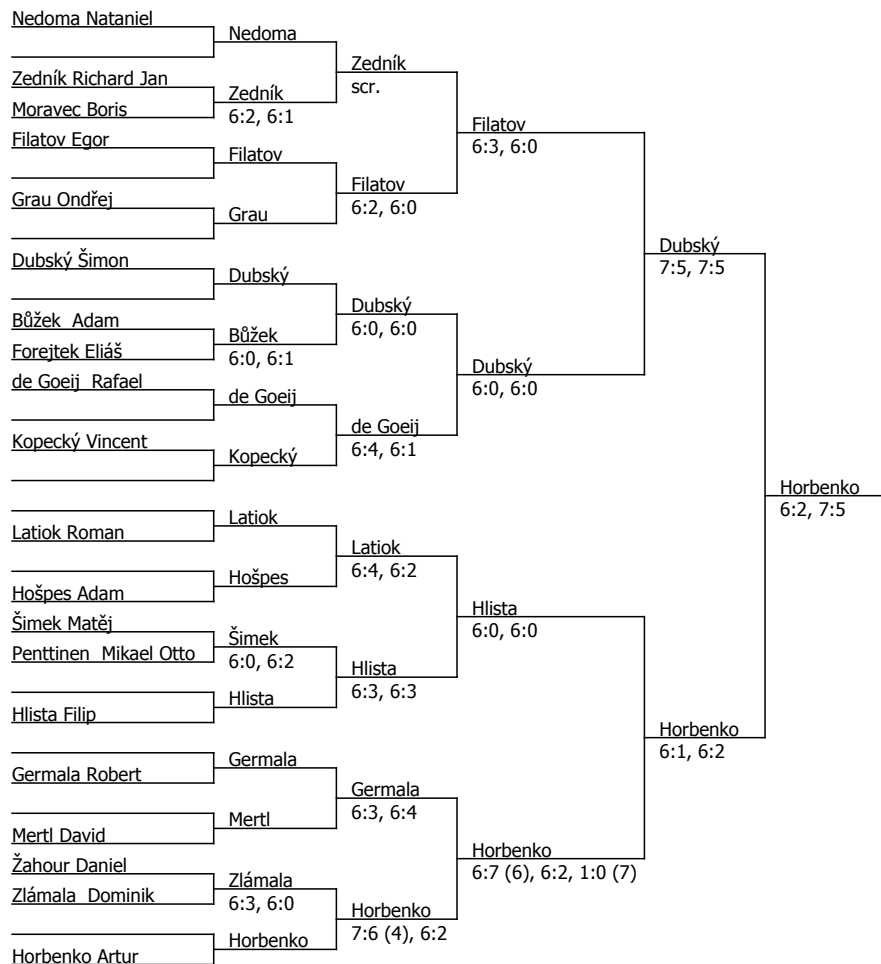 Nedoma Nataniel
Nedoma
Zedník
scr.
Zedník Richard Jan
Zedník
6:2, 6:1
Moravec Boris
Filatov
6:3, 6:0
Filatov Egor
Filatov
Filatov
6:2, 6:0
Grau Ondřej
Grau
Dubský
7:5, 7:5
Dubský Šimon
Dubský
Dubský
6:0, 6:0
Bůžek  Adam
Bůžek
6:0, 6:1
Forejtek Eliáš
Dubský
6:0, 6:0
de Goeij  Rafael
de Goeij
de Goeij
6:4, 6:1
Kopecký Vincent
Kopecký
Horbenko
6:2, 7:5
Latiok
Latiok Roman
Latiok
6:4, 6:2
Hošpes
Hošpes Adam
Hlista
6:0, 6:0
Šimek Matěj
Šimek
6:0, 6:2
Penttinen  Mikael Otto
Hlista
6:3, 6:3
Hlista
Hlista Filip
Horbenko
6:1, 6:2
Germala
Germala Robert
Germala
6:3, 6:4
Mertl
Mertl David
Horbenko
6:7 (6), 6:2, 1:0 (7)
Žahour Daniel
Zlámala
6:3, 6:0
Zlámala  Dominik
Horbenko
7:6 (4), 6:2
Horbenko
Horbenko Artur